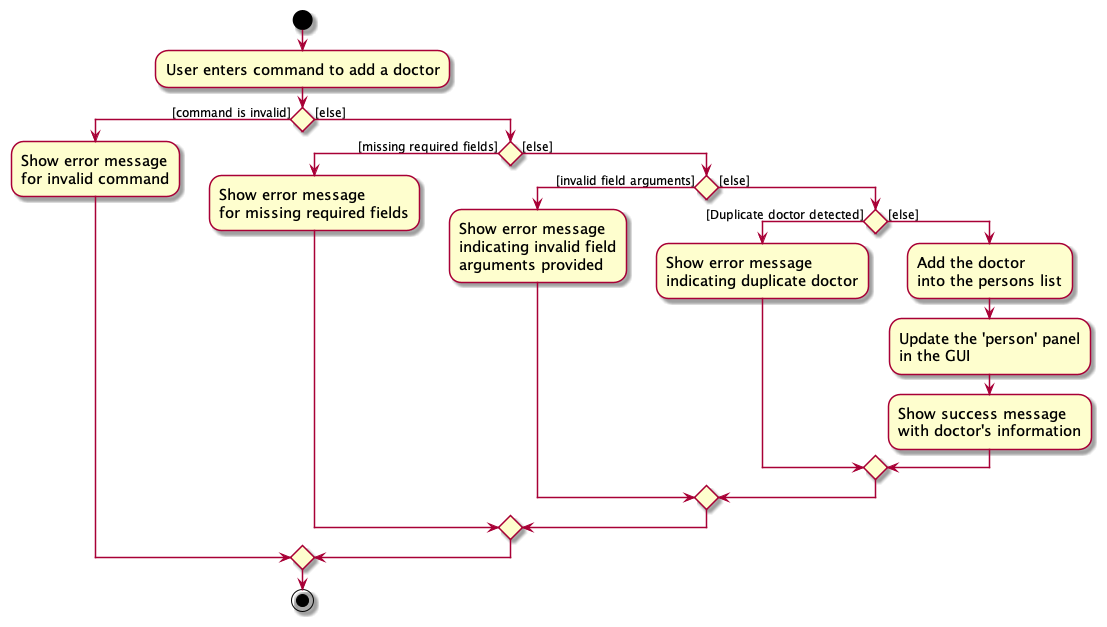 User enters command to add a doctor
[command is invalid]
[else]
Show error message
for invalid command
[missing required fields]
[else]
Show error message
for missing required fields
[invalid field arguments]
[else]
Show error message
indicating invalid field
arguments provided
[Duplicate doctor detected]
[else]
Show error message
indicating duplicate doctor
Add the doctor
into the persons list
Update the 'person' panel
in the GUI
Show success message
with doctor's information